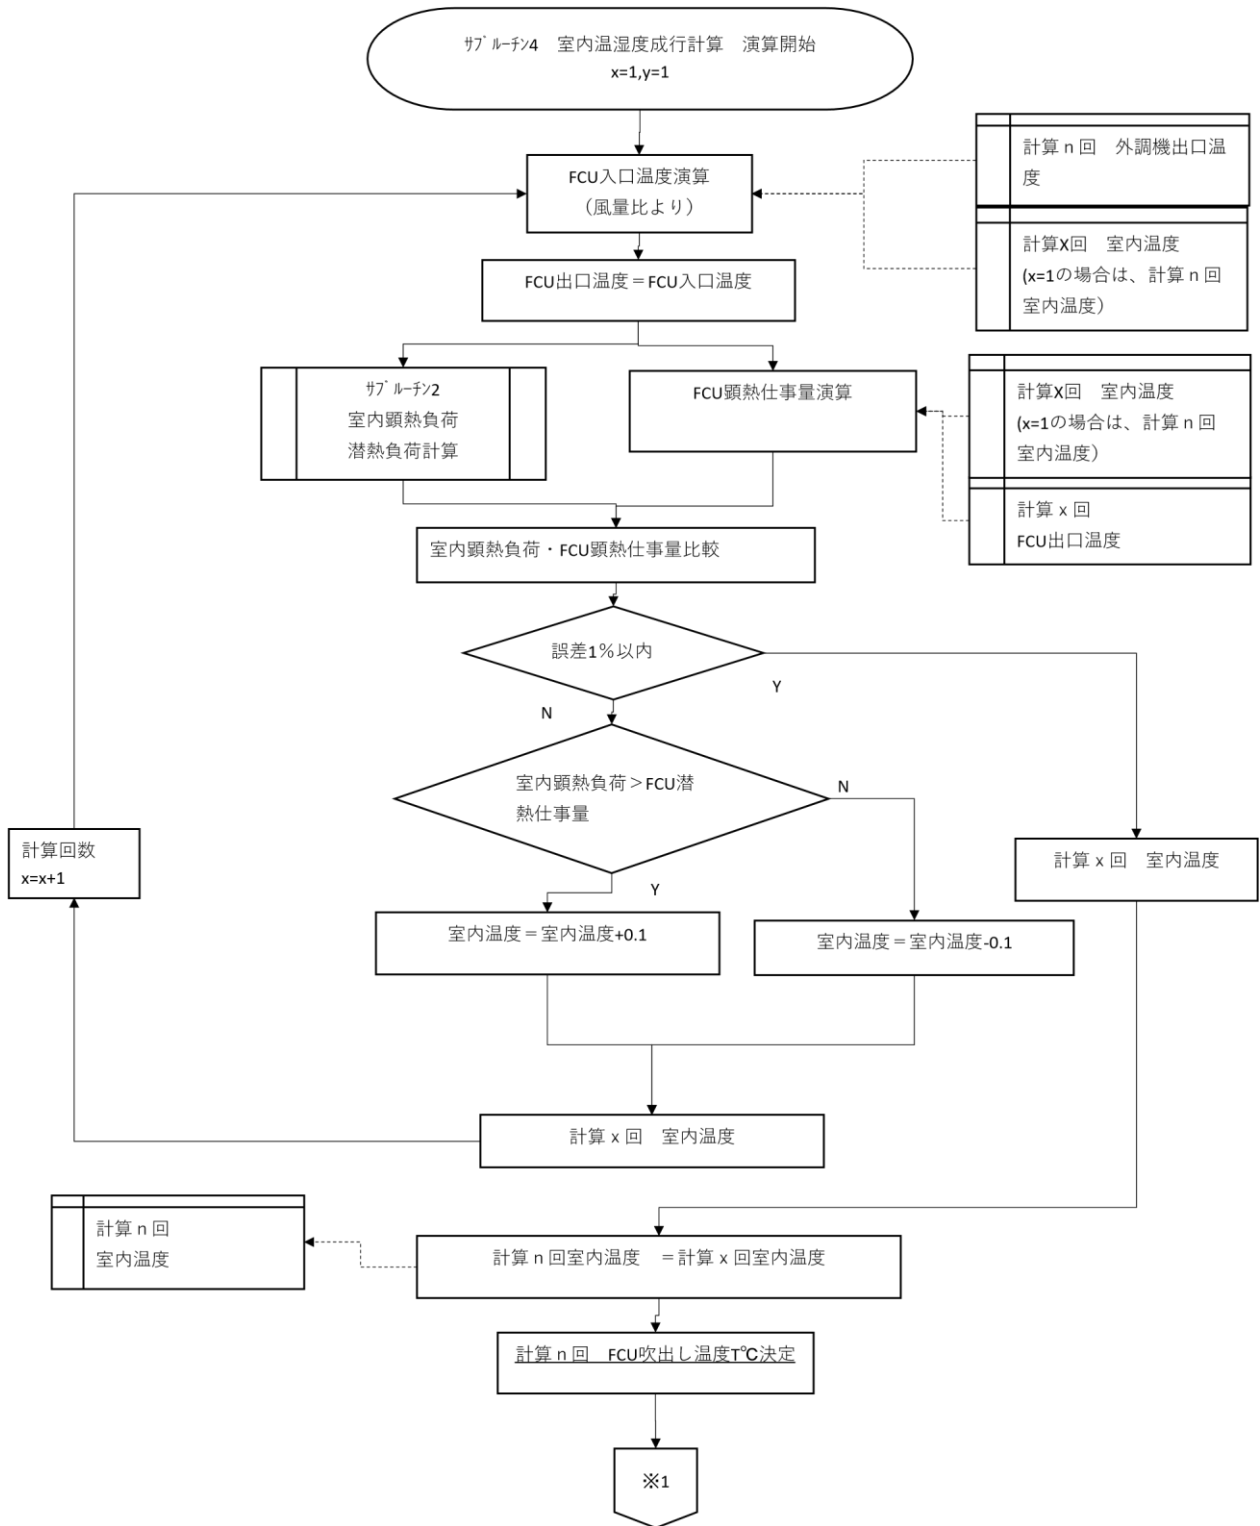 ｻﾌﾞﾙｰﾁﾝ4　室内温湿度成行計算　演算開始
x=1,y=1
FCU入口温度演算
（風量比より）
計算ｎ回　外調機出口温
度
計算X回　室内温度
(x=1の場合は、計算ｎ回
室内温度）
FCU出口温度＝FCU入口温度
ｻﾌﾞﾙｰﾁﾝ2
室内顕熱負荷
潜熱負荷計算
FCU顕熱仕事量演算
計算X回　室内温度
(x=1の場合は、計算ｎ回
室内温度）
計算ｘ回
FCU出口温度
室内顕熱負荷・FCU顕熱仕事量比較
誤差1％以内
Y
N
室内顕熱負荷＞FCU潜
熱仕事量
N
Y
計算回数
x=x+1
計算ｘ回　室内温度
室内温度＝室内温度+0.1
室内温度＝室内温度-0.1
計算ｘ回　室内温度
計算ｎ回
室内温度
計算ｎ回室内温度　＝計算ｘ回室内温度
計算ｎ回　FCU吹出し温度T℃決定
※1